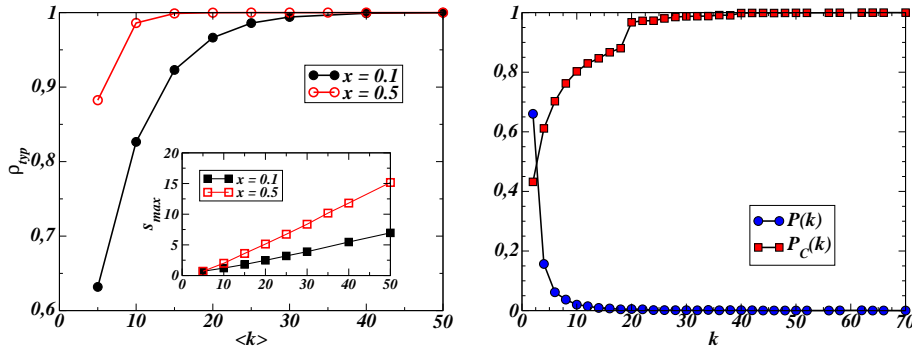 1
0,9
0,8
0,7
0,6
ρtyp
0 10 20 30 40 50
<k>
x = 0.1
x = 0.5
20
15
10
5
0
smax
0 10 20 30 40 50
x = 0.1
x = 0.5
1
0,8
0,6
0,4
0,2
0
0 10 20 30 40 50 60 70
k
P(k)
PC(k)